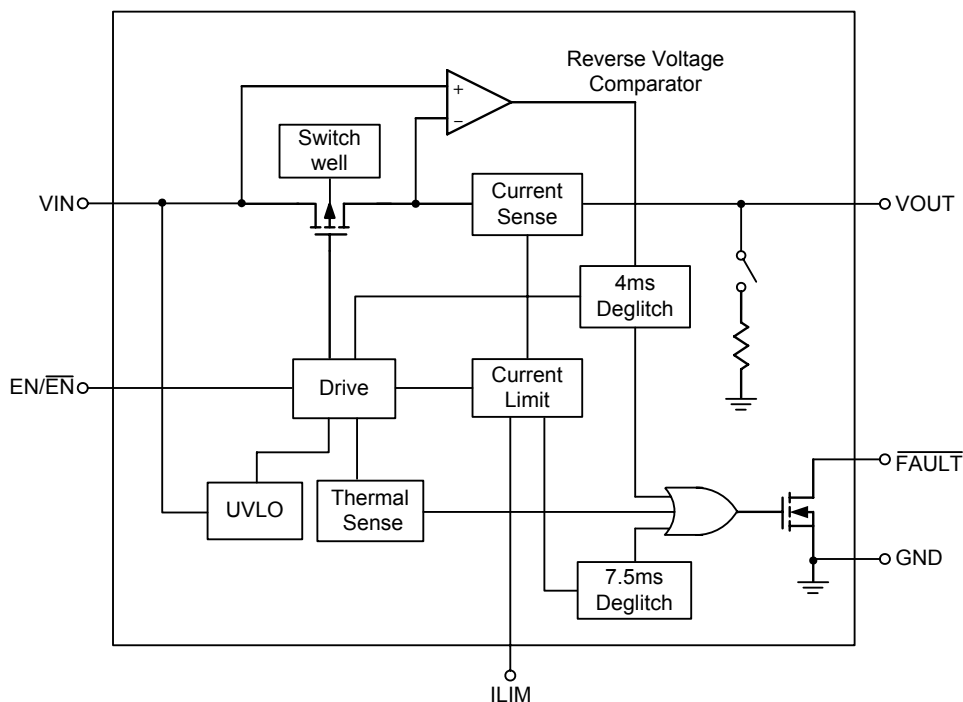 Reverse Voltage
Comparator
+
−
Switch
well
VIN
Current
Sense
VOUT
4ms
Deglitch
EN/EN
Drive
Current
Limit
FAULT
UVLO
Thermal
Sense
GND
7.5ms
Deglitch
ILIM